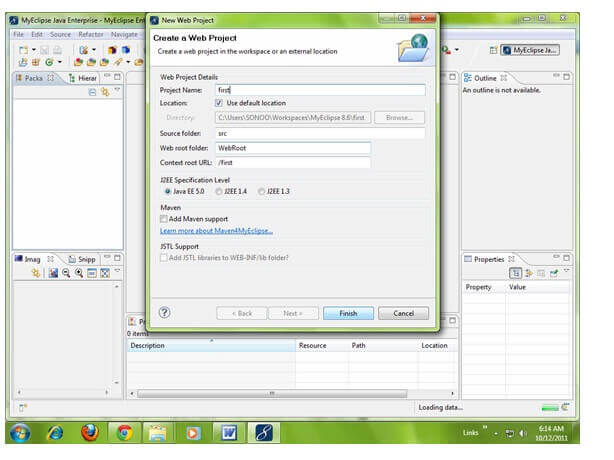 MyEclipse Java Enterprise - MyEclipse Ent
New Web Project
File Edit Source Refactor Navigate
Create a Web Project
Create a web project in the workspace or an external location
MyEclipse Ja...
Packa
Hierar
Outline
An outline is not available.
Web Project Details
Project Name: first
Location: Use default location
Directory: C:\Users\SONOO\Workspaces\MyEclipse 8.6\first Browse...
Source folder: src
Web root folder: WebRoot
Context root URL: /first
J2EE Specification Level
Java EE 5.0 J2EE 1.4 J2EE 1.3
Maven
Add Maven support
Learn more about Maven4MyEclipse...
JSTL Support
Add JSTL libraries to WEB-INF/lib folder?
Imag
Snipp
Properties
Property Value
< Back Next > Finish Cancel
0 items
Description Resource Path Location
Loading data...
Links
6:14 AM
10/12/2011